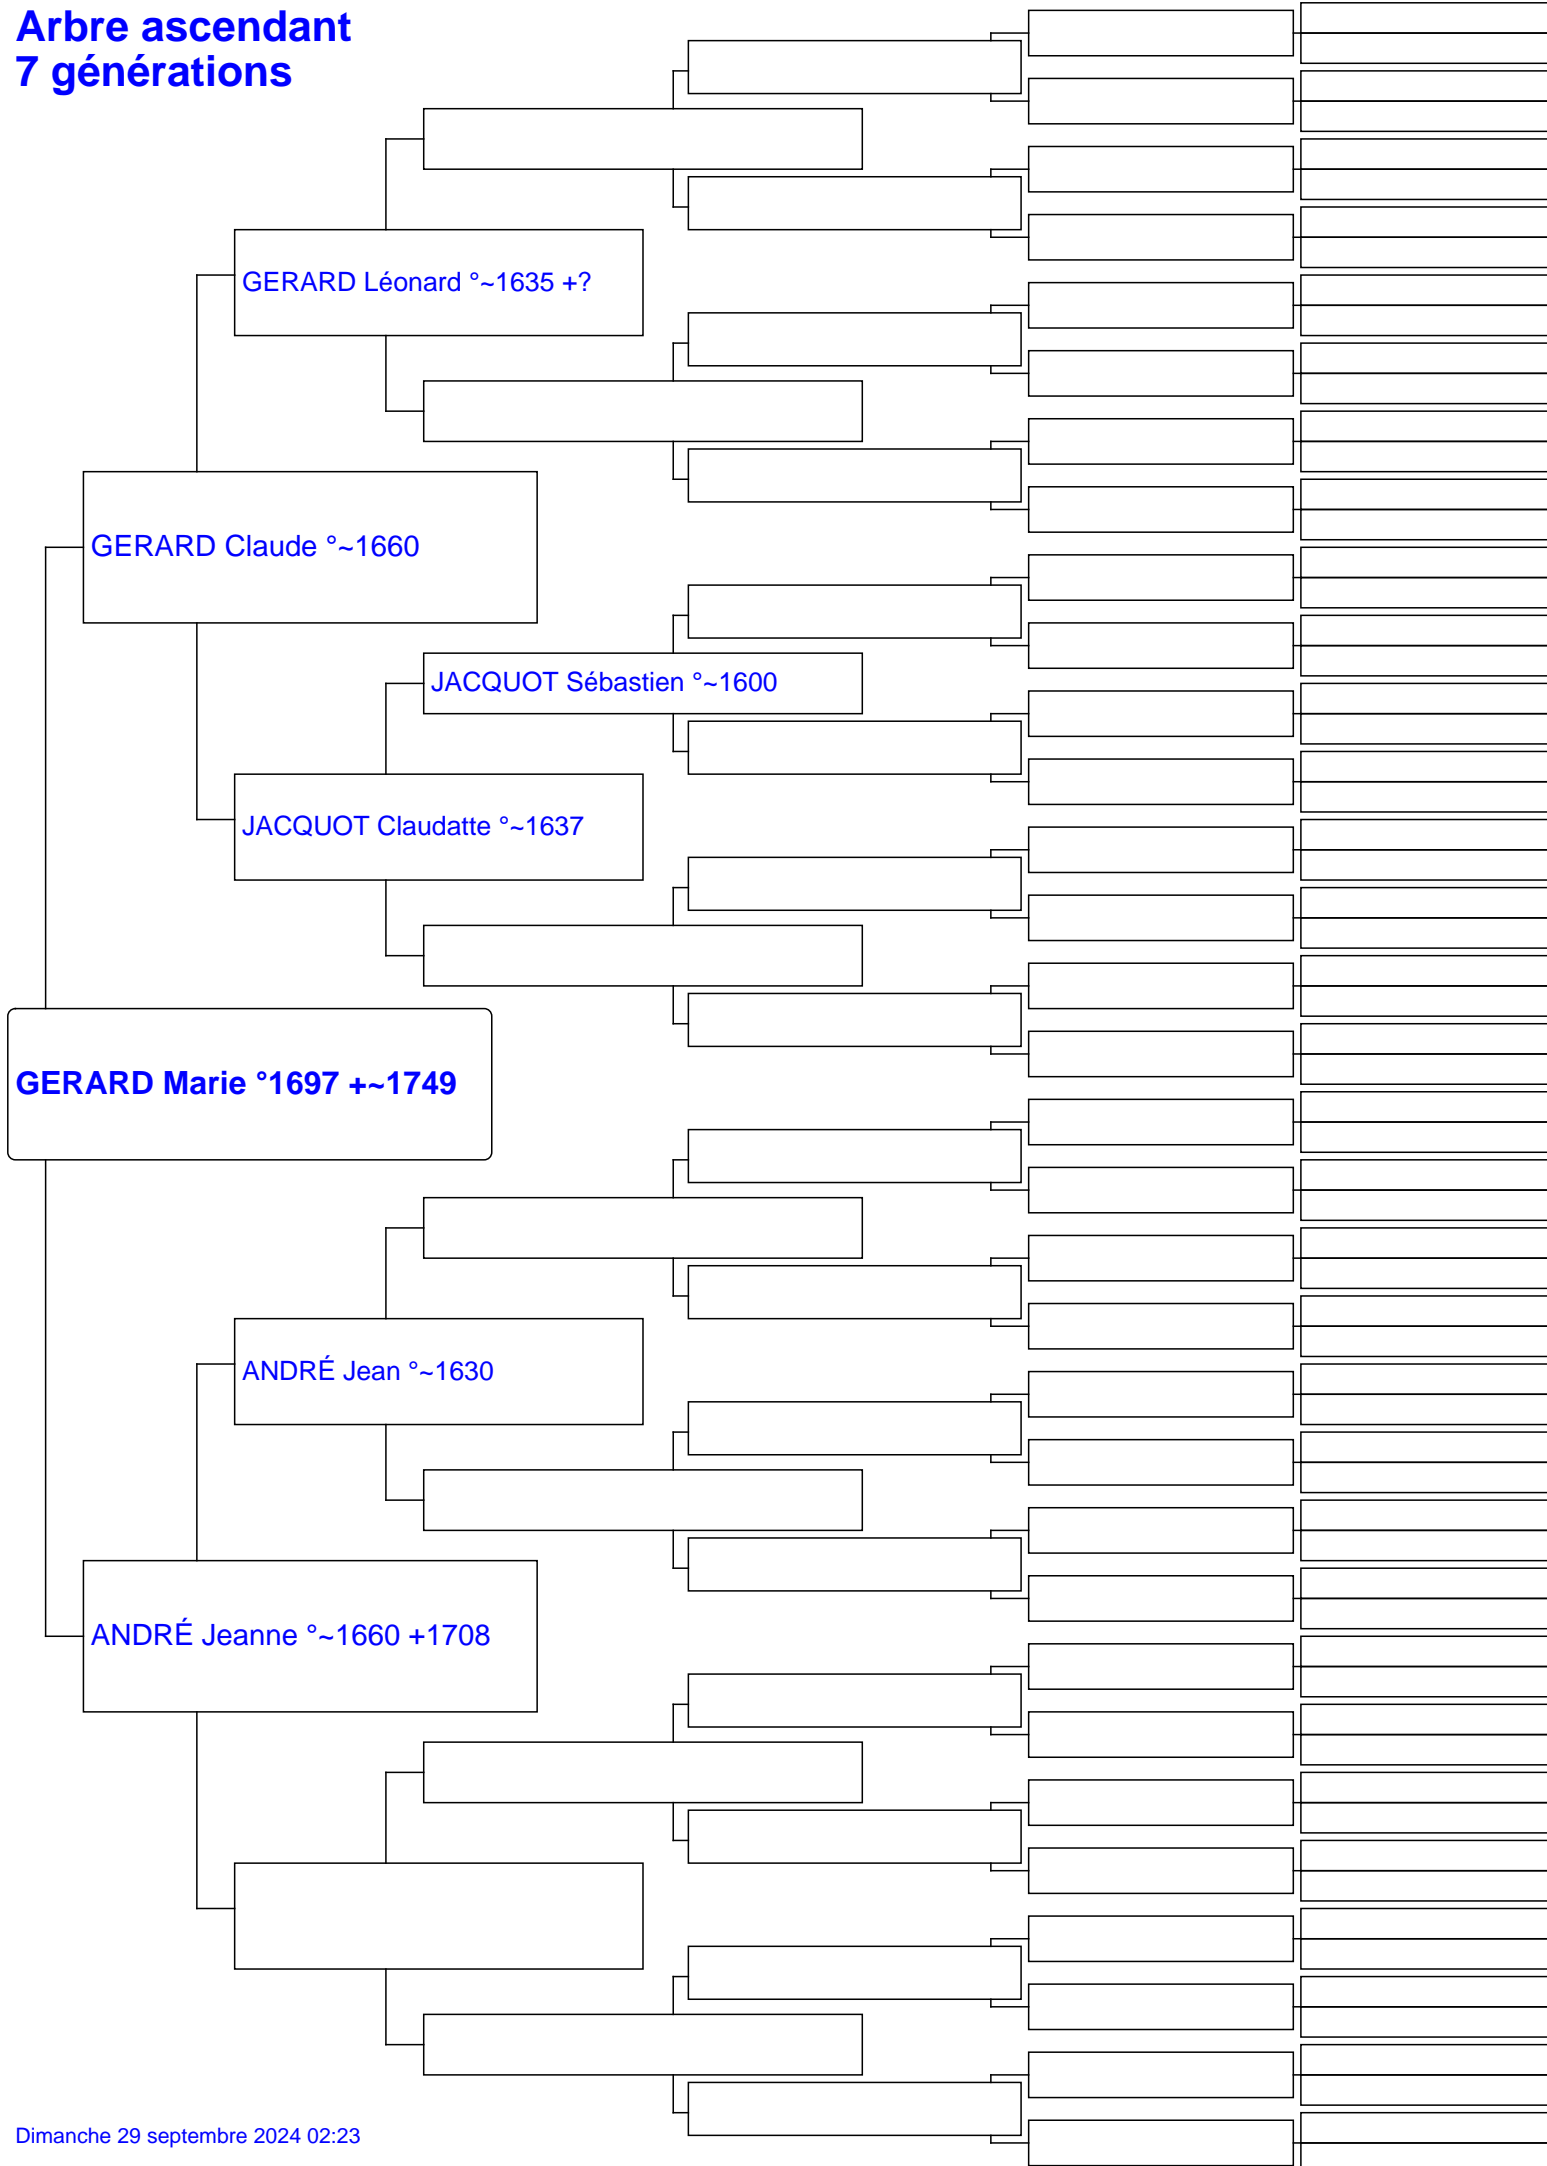 Arbre ascendant
7 générations
GERARD Léonard °~1635 +?
GERARD Claude °~1660
JACQUOT Sébastien °~1600
JACQUOT Claudatte °~1637
GERARD Marie °1697 +~1749
ANDRÉ Jean °~1630
ANDRÉ Jeanne °~1660 +1708
Dimanche 29 septembre 2024 02:23